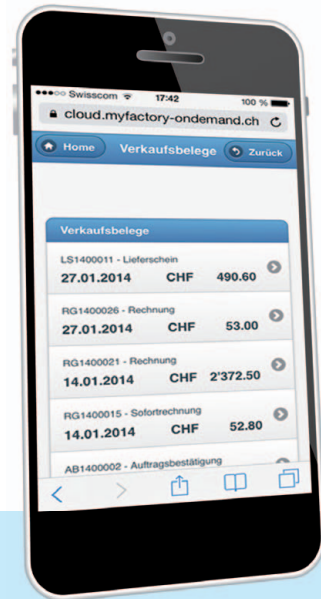 Swisscom 17:42 100 %
cloud.myfactory-ondemand.ch
Home Verkaufsbelege Zurück
Verkaufsbelege
LS1400011 - Lieferschein
27.01.2014 CHF 490.60
RG1400026 - Rechnung
27.01.2014 CHF 53.00
RG1400021 - Rechnung
14.01.2014 CHF 2'372.50
RG1400015 - Sofortrechnung
14.01.2014 CHF 52.80
AB1400002 - Auftragsbestätigung